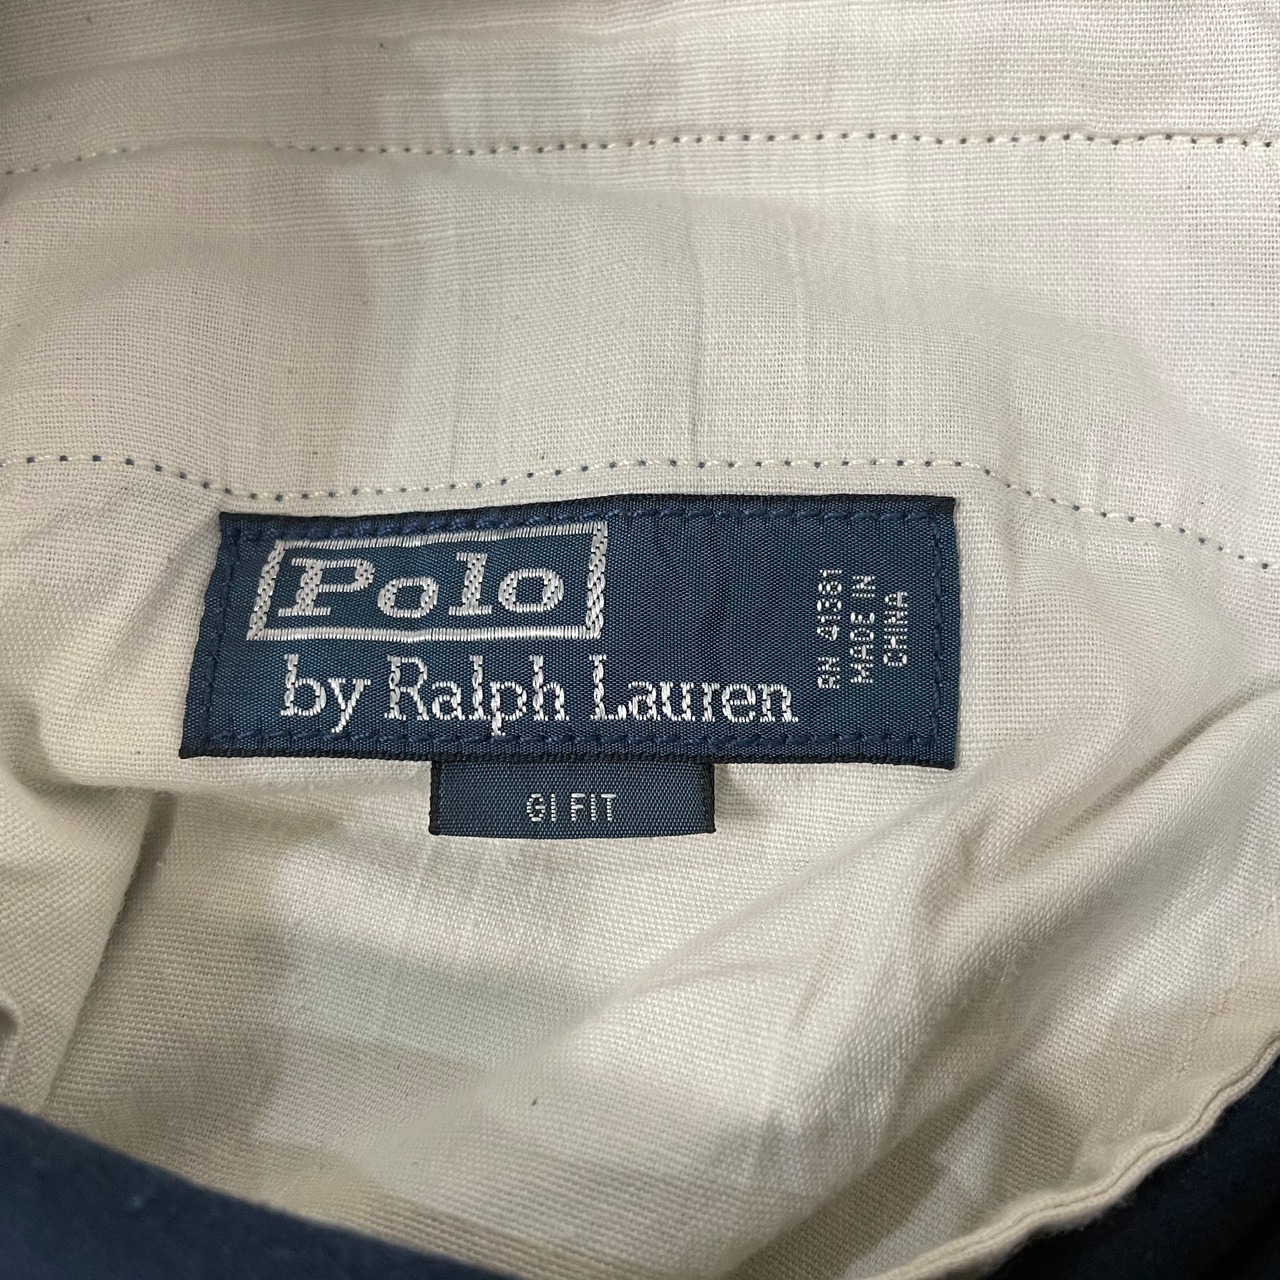 Polo
by Ralph Lauren
RN 41381
MADE IN
CHINA
GI FIT